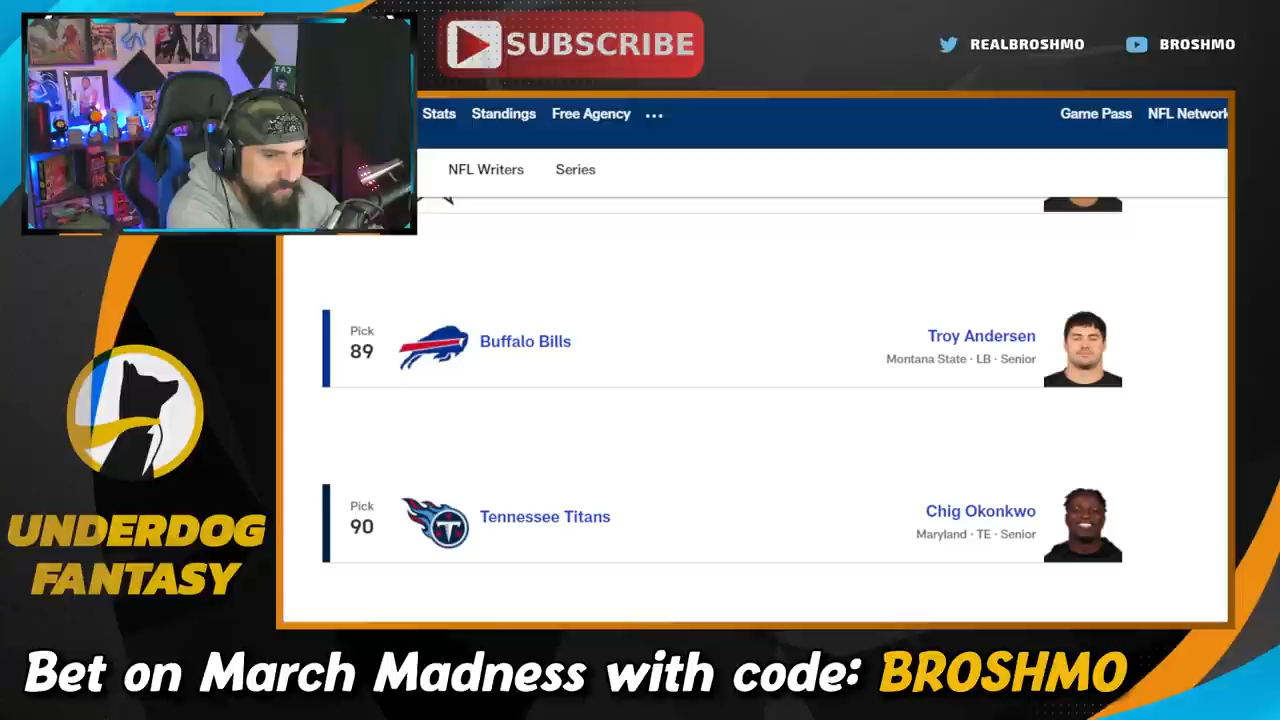 SUBSCRIBE
REALBROSHMO
BROSHMO
Stats Standings Free Agency ...
Game Pass NFL Network
NFL Writers Series
Pick
89
Buffalo Bills
Troy Andersen
Montana State · LB · Senior
Pick
90
Tennessee Titans
Chig Okonkwo
Maryland · TE · Senior
UNDERDOG
FANTASY
Bet on March Madness with code: BROSHMO